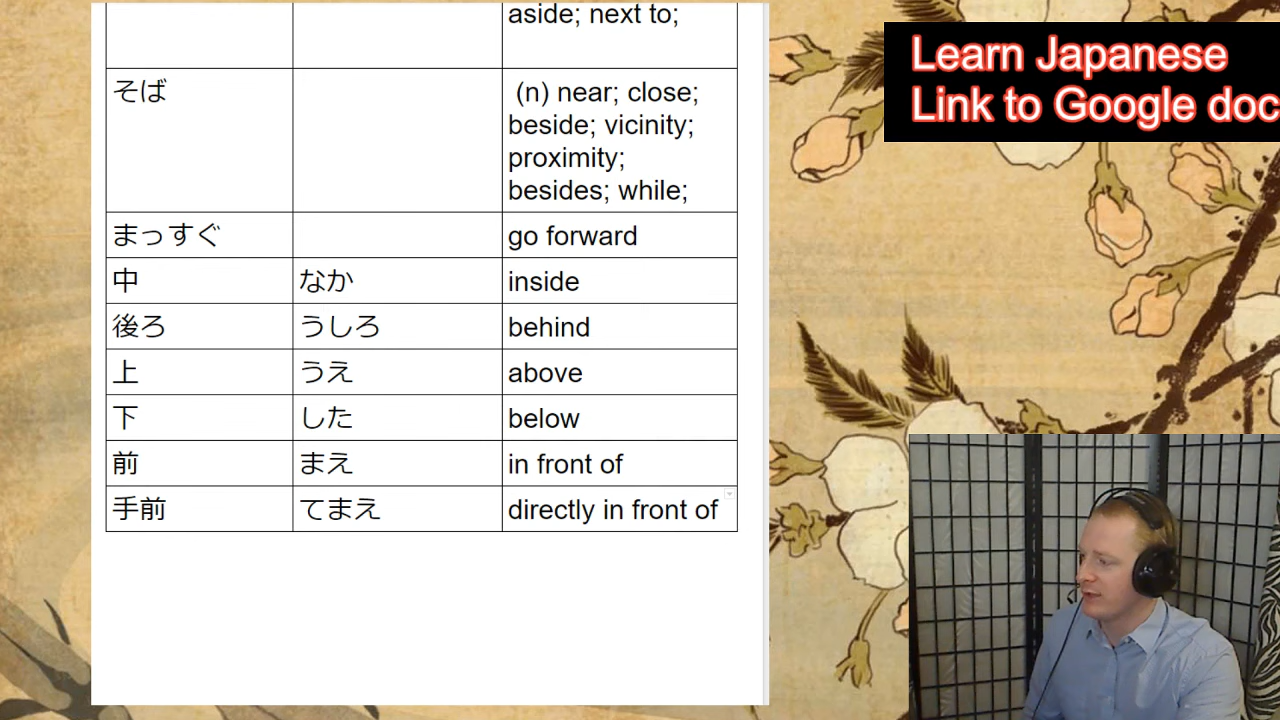 aside; next to;
そば (n) near; close;
beside; vicinity;
proximity;
besides; while;
まっすぐ go forward
中 なか inside
後ろ うしろ behind
上 うえ above
下 した below
前 まえ in front of
手前 てまえ directly in front of
Learn Japanese
Link to Google doc